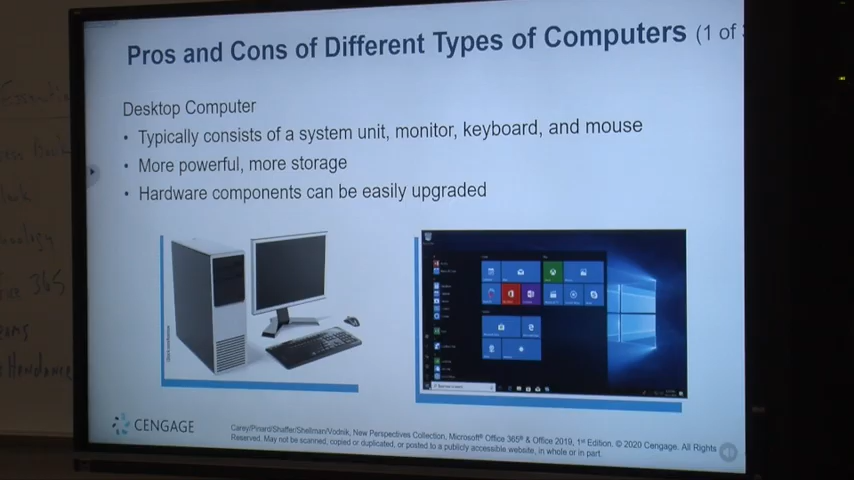 Pros and Cons of Different Types of Computers (1 of
Desktop Computer
• Typically consists of a system unit, monitor, keyboard, and mouse
• More powerful, more storage
• Hardware components can be easily upgraded
365
CENGAGE
Carey/Pinard/Shaffer/Shellman/Vodnik, New Perspectives Collection, Microsoft® Office 365® & Office 2019, 1st Edition. © 2020 Cengage. All Rights
Reserved. May not be scanned, copied or duplicated, or posted to a publicly accessible website, in whole or in part.